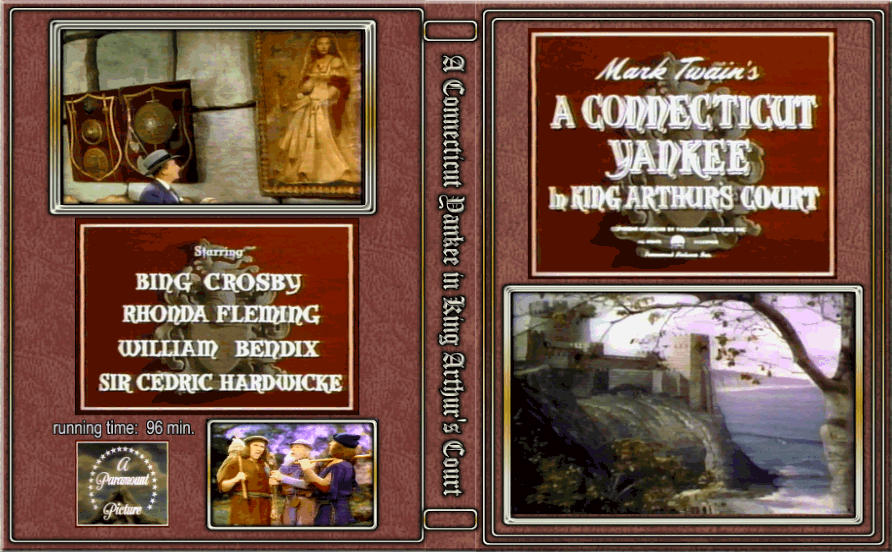 Starring
BING CROSBY
RHONDA FLEMING
WILLIAM BENDIX
SIR CEDRIC HARDWICKE
running time: 96 min.
A
Paramount
Picture
A Connecticut Yankee in King Arthur's Court
Mark Twain's
A CONNECTICUT
YANKEE
In KING ARTHUR'S COURT